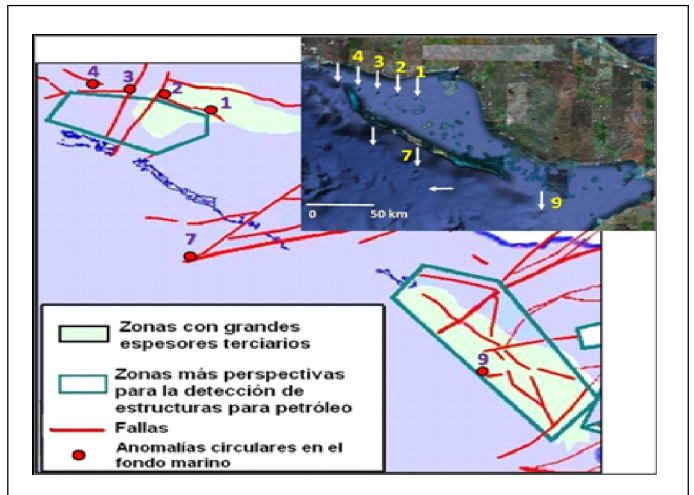 4
3
2
1
7
9
4 3 2 1
7
9
0 50 km
Zonas con grandes
espesores terciarios
Zonas más perspectivas
para la detección de
estructuras para petróleo
Fallas
Anomalías circulares en el
fondo marino